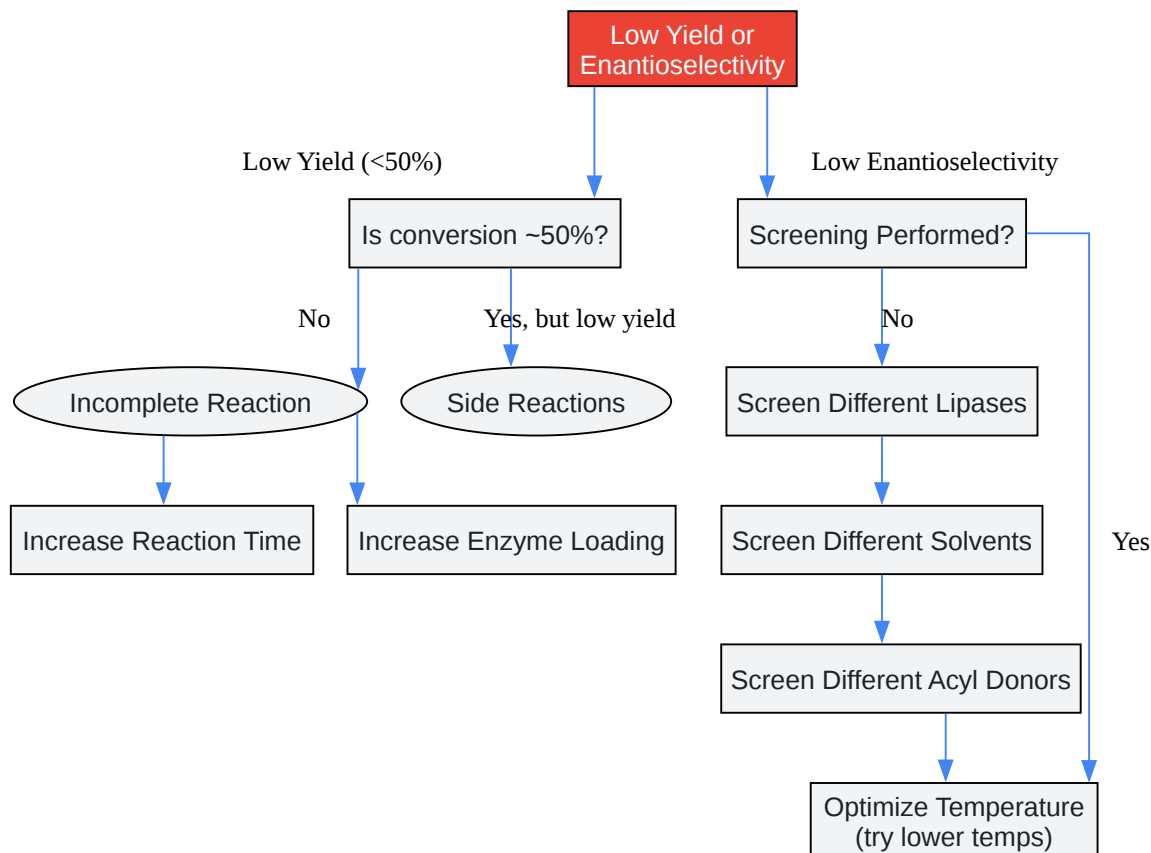 Low Yield or
Enantioselectivity
Low Yield (<50%)
Low Enantioselectivity
Is conversion ~50%?
Screening Performed?
No
Yes, but low yield
No
Incomplete Reaction
Side Reactions
Screen Different Lipases
Increase Reaction Time
Increase Enzyme Loading
Screen Different Solvents
Yes
Screen Different Acyl Donors
Optimize Temperature
(try lower temps)